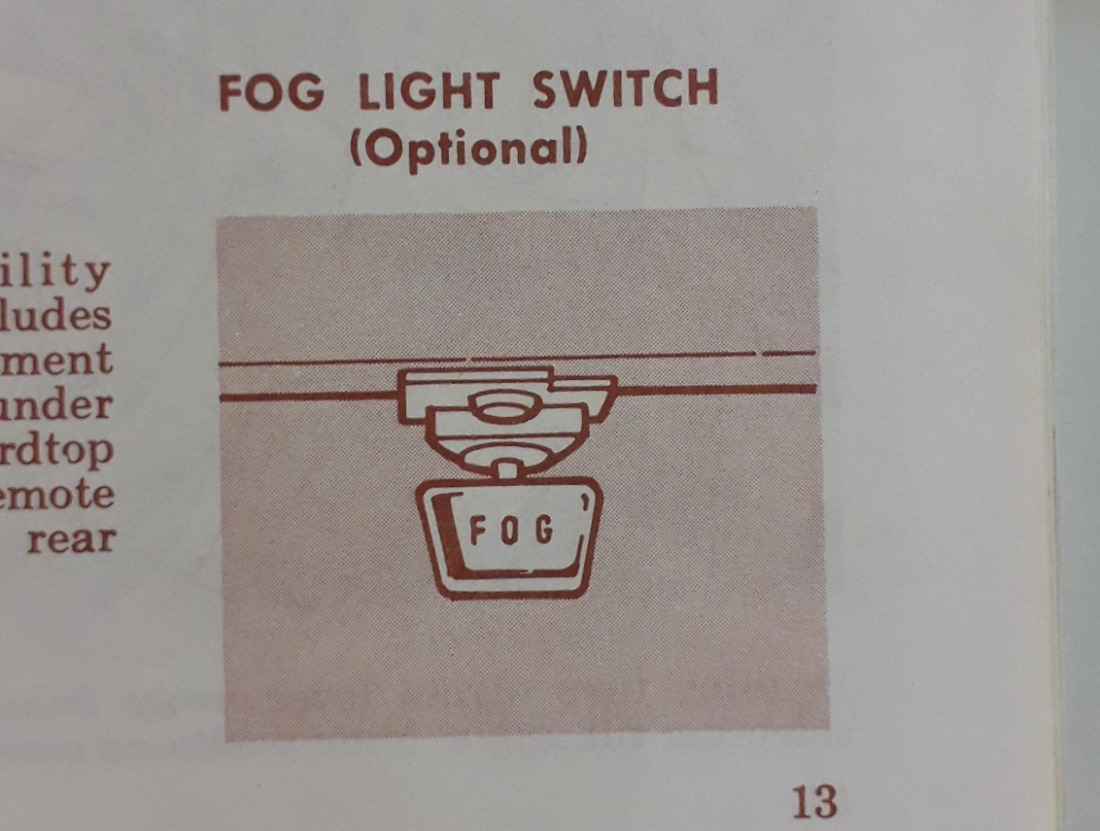 ility
ludes
ment
under
rdtop
emote
rear
FOG LIGHT SWITCH
(Optional)
FOG
13